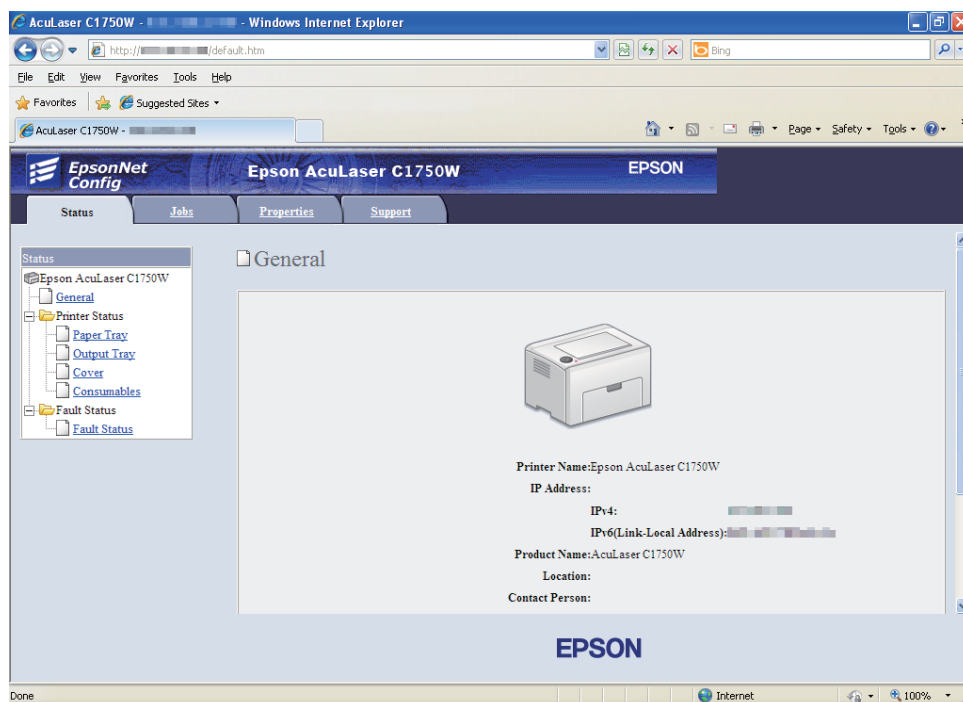 AcuLaser C1750W - - Windows Internet Explorer
http:// /default.htm
Bing
File Edit View Favorites Tools Help
Favorites Suggested Sites
AcuLaser C1750W -
Page Safety Tools
EpsonNet
Config
Epson AcuLaser C1750W
EPSON
Status Jobs Properties Support
Status
Epson AcuLaser C1750W
General
Printer Status
Paper Tray
Output Tray
Cover
Consumables
Fault Status
Fault Status
General
Printer Name:Epson AcuLaser C1750W
IP Address:
IPv4:
IPv6(Link-Local Address):
Product Name:AcuLaser C1750W
Location:
Contact Person:
EPSON
Done
Internet
100%